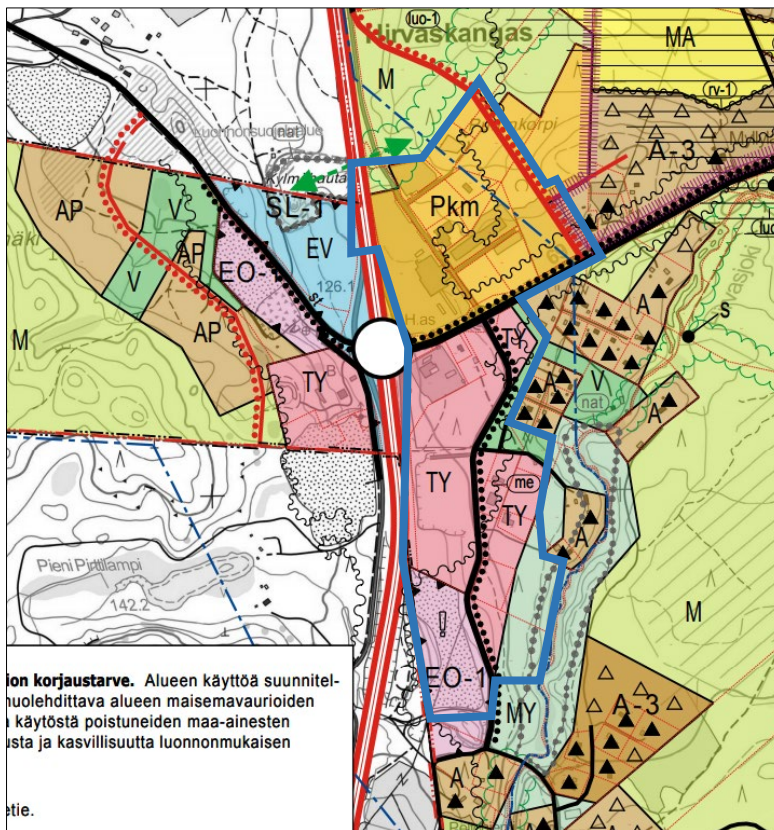 luo-1
Hirvaskangas
MA
M
rv-1
A-3
nat
SL-1
Pkm
AP
V
AP
EV
EO-
V
AP
126.1
st
A
s
M
H.as
TY
TY
V
nat
A
A
TY
me
TY
A
Pieni Pirttilampi
142.2
M
EO-1
MY
A-3
A
ion korjaustarve. Alueen käyttöä suunnitel-
huolehdittava alueen maisemavaurioiden
käytöstä poistuneiden maa-ainesten
usta ja kasvillisuutta luonnonmukaisen
etie.